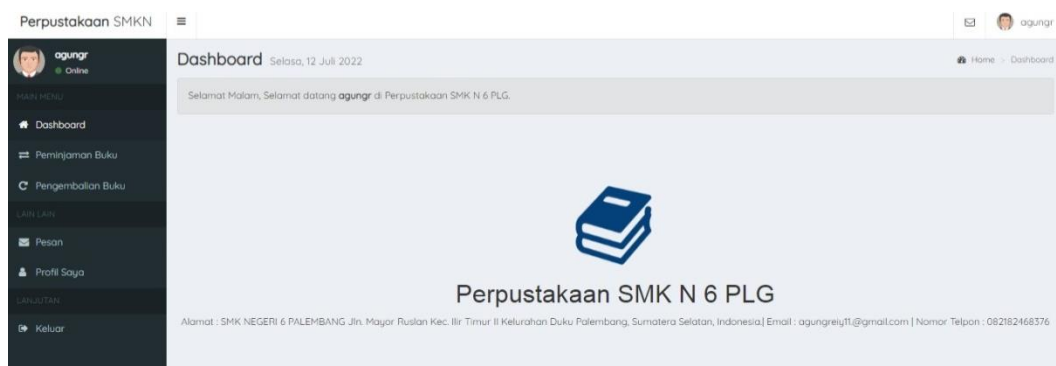 Perpustakaan SMKN
agungr
agungr
Online
Dashboard Selasa, 12 Juli 2022
Home > Dashboard
MAIN MENU
Selamat Malam, Selamat datang agungr di Perpustakaan SMK N 6 PLG.
Dashboard
Peminjaman Buku
Pengembalian Buku
LAIN LAIN
Pesan
Profil Saya
LANJUTAN
Keluar
Perpustakaan SMK N 6 PLG
Alamat : SMK NEGERI 6 PALEMBANG Jln. Mayor Ruslan Kec. Ilir Timur II Kelurahan Duku Palembang, Sumatera Selatan, Indonesia.| Email : agungreiy11.@gmail.com | Nomor Telpon : 082182468376